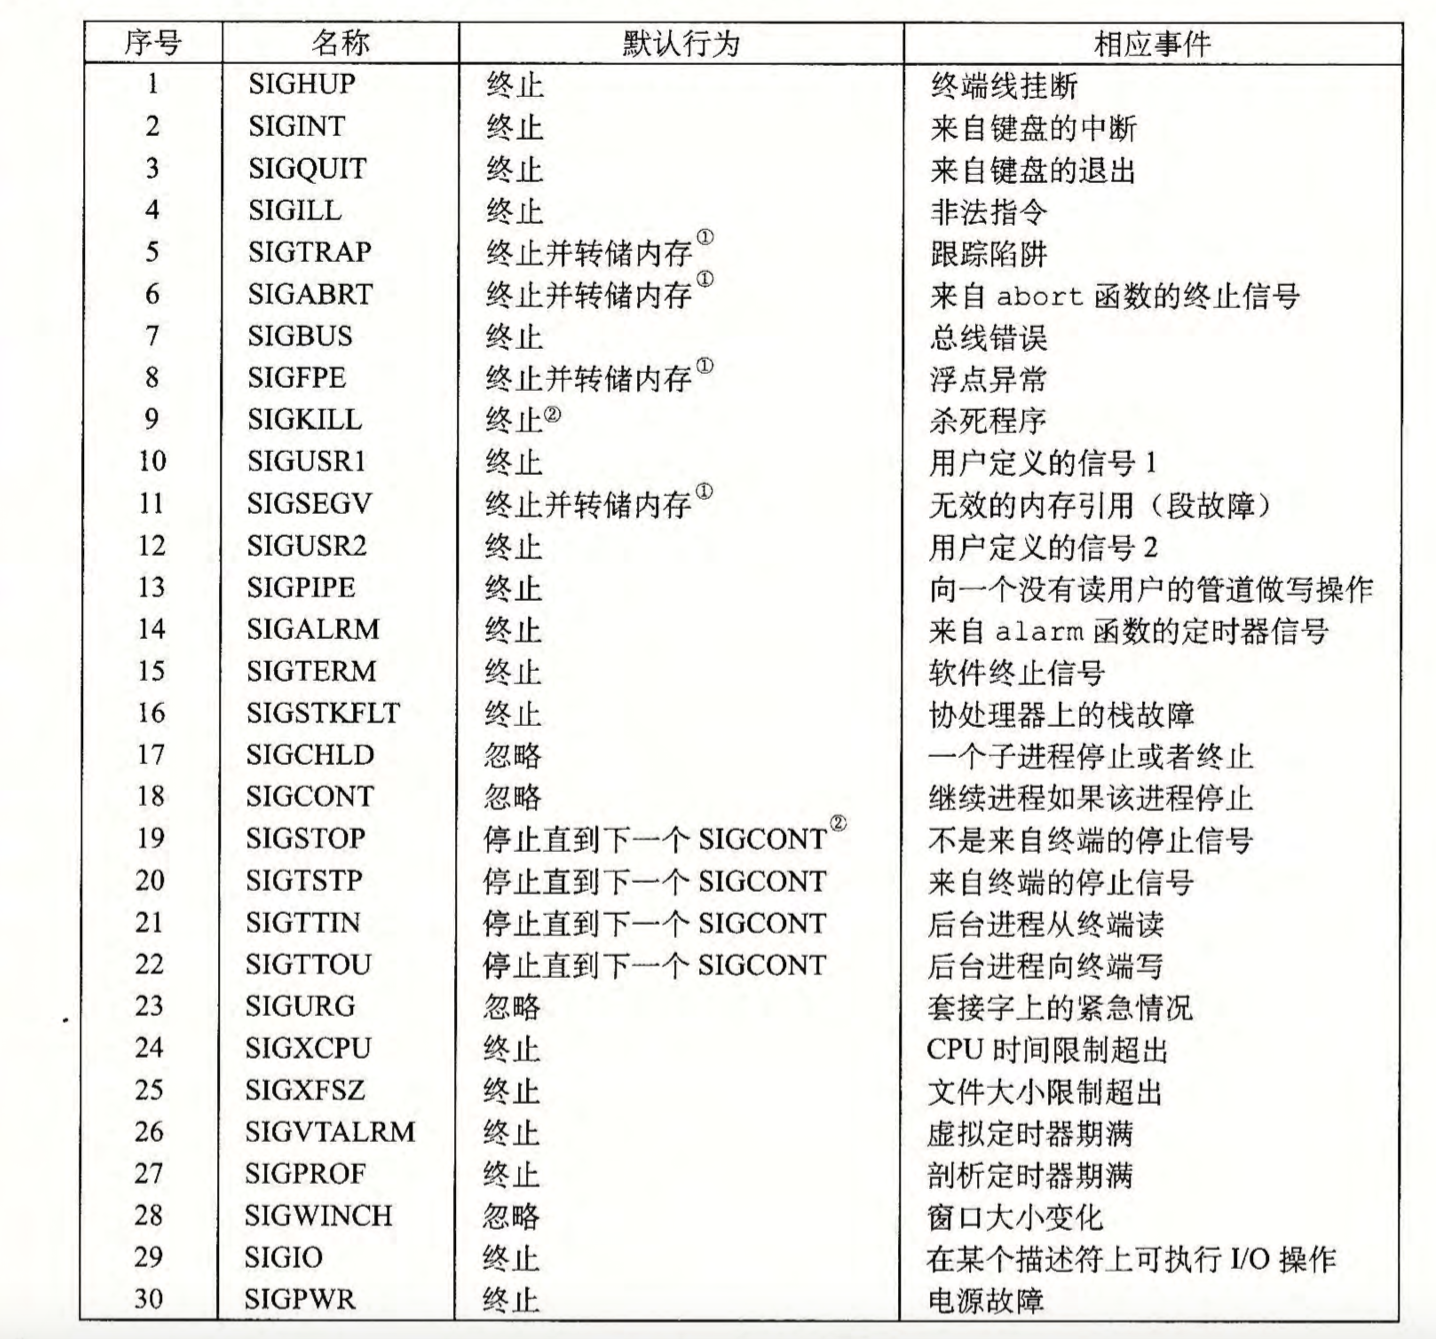 序号 名称 默认行为 相应事件
1 SIGHUP 终止 终端线挂断
2 SIGINT 终止 来自键盘的中断
3 SIGQUIT 终止 来自键盘的退出
4 SIGILL 终止 非法指令
5 SIGTRAP 终止并转储内存① 跟踪陷阱
6 SIGABRT 终止并转储内存① 来自 abort 函数的终止信号
7 SIGBUS 终止 总线错误
8 SIGFPE 终止并转储内存① 浮点异常
9 SIGKILL 终止② 杀死程序
10 SIGUSR1 终止 用户定义的信号 1
11 SIGSEGV 终止并转储内存① 无效的内存引用（段故障）
12 SIGUSR2 终止 用户定义的信号 2
13 SIGPIPE 终止 向一个没有读用户的管道做写操作
14 SIGALRM 终止 来自 alarm 函数的定时器信号
15 SIGTERM 终止 软件终止信号
16 SIGSTKFLT 终止 协处理器上的栈故障
17 SIGCHLD 忽略 一个子进程停止或者终止
18 SIGCONT 忽略 继续进程如果该进程停止
19 SIGSTOP 停止直到下一个 SIGCONT② 不是来自终端的停止信号
20 SIGTSTP 停止直到下一个 SIGCONT 来自终端的停止信号
21 SIGTTIN 停止直到下一个 SIGCONT 后台进程从终端读
22 SIGTTOU 停止直到下一个 SIGCONT 后台进程向终端写
23 SIGURG 忽略 套接字上的紧急情况
24 SIGXCPU 终止 CPU 时间限制超出
25 SIGXFSZ 终止 文件大小限制超出
26 SIGVTALRM 终止 虚拟定时器期满
27 SIGPROF 终止 剖析定时器期满
28 SIGWINCH 忽略 窗口大小变化
29 SIGIO 终止 在某个描述符上可执行 I/O 操作
30 SIGPWR 终止 电源故障